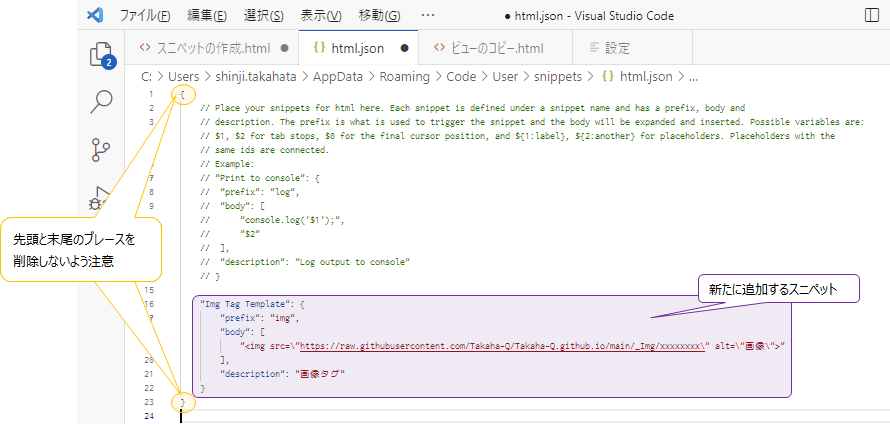 ファイル(F) 編集(E) 選択(S) 表示(V) 移動(G) ··· ● html.json - Visual Studio Code
<> スニペットの作成.html ● {} html.json ● <> ビューのコピー.html 設定
2
C: > Users > shinji.takahata > AppData > Roaming > Code > User > snippets > {} html.json > ...
1 {
2 // Place your snippets for html here. Each snippet is defined under a snippet name and has a prefix, body and
3 // description. The prefix is what is used to trigger the snippet and the body will be expanded and inserted. Possible variables are:
// $1, $2 for tab stops, $0 for the final cursor position, and ${1:label}, ${2:another} for placeholders. Placeholders with the
// same ids are connected.
// Example:
7 // "Print to console": {
8 // "prefix": "log",
9 // "body": [
// "console.log('$1');",
// "$2"
// ],
// "description": "Log output to console"
// }
先頭と末尾のブレースを
削除しないよう注意
15
新たに追加するスニペット
16 "Img Tag Template": {
"prefix": "img",
"body": [
"<img src=\"https://raw.githubusercontent.com/Takaha-Q/Takaha-Q.github.io/main/_Img/xxxxxxxx\" alt=\"画像\">"
20 ],
21 "description": "画像タグ"
22 }
23 }
24